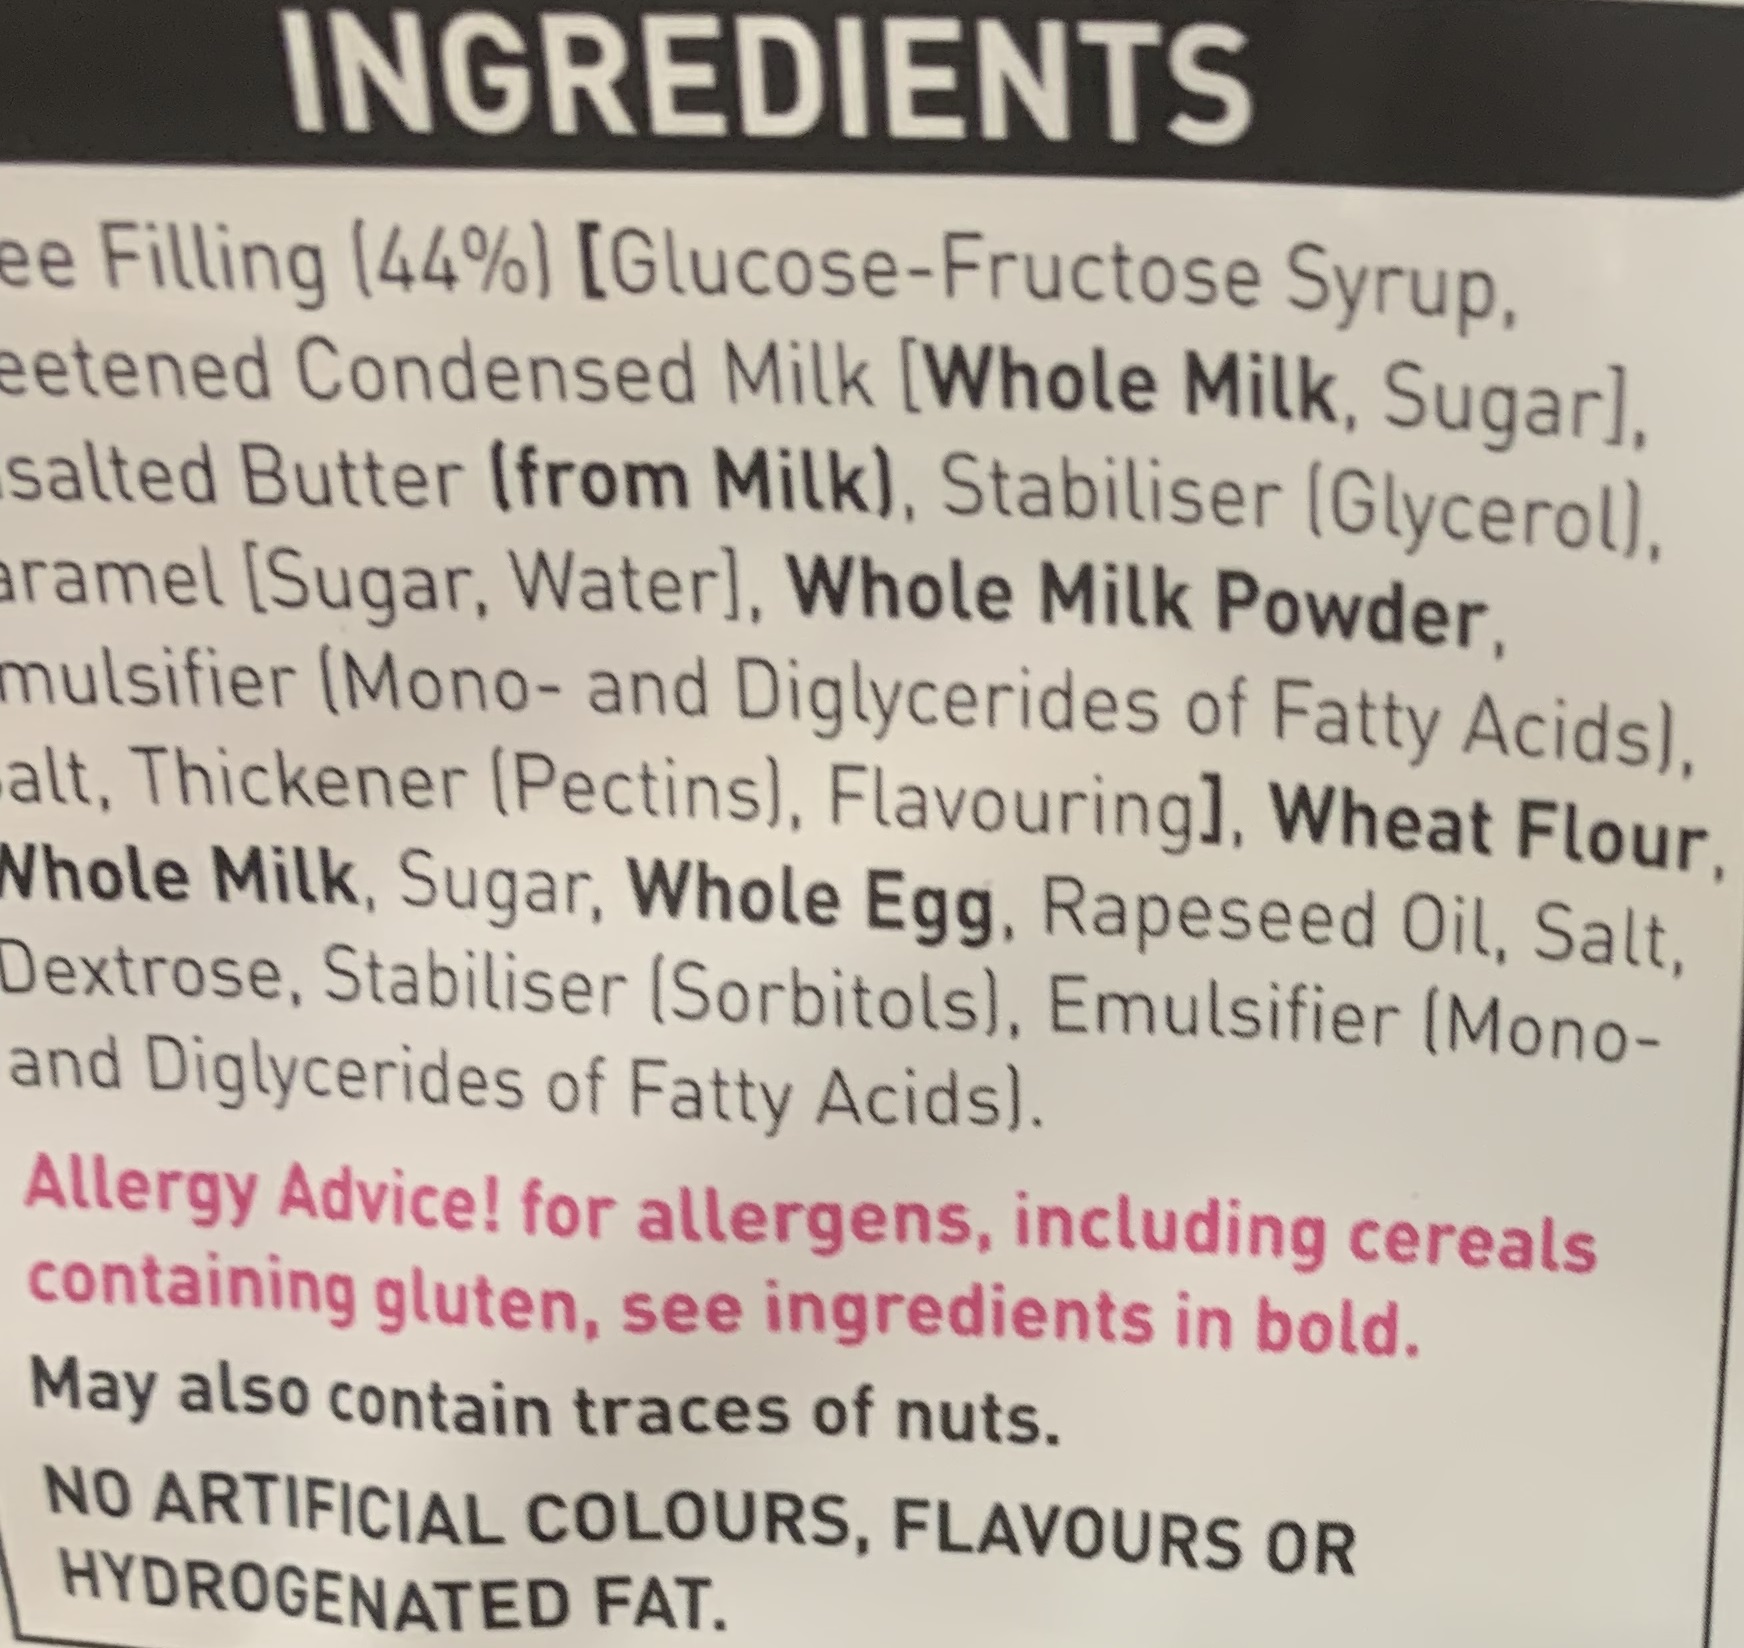 INGREDIENTS
ee Filling (44%) [Glucose-Fructose Syrup,
eetened Condensed Milk [Whole Milk, Sugar],
salted Butter (from Milk), Stabiliser (Glycerol),
aramel [Sugar, Water], Whole Milk Powder,
mulsifier (Mono- and Diglycerides of Fatty Acids),
alt, Thickener (Pectins), Flavouring], Wheat Flour,
Whole Milk, Sugar, Whole Egg, Rapeseed Oil, Salt,
Dextrose, Stabiliser (Sorbitols), Emulsifier (Mono-
and Diglycerides of Fatty Acids).
Allergy Advice! for allergens, including cereals
containing gluten, see ingredients in bold.
May also contain traces of nuts.
NO ARTIFICIAL COLOURS, FLAVOURS OR
HYDROGENATED FAT.